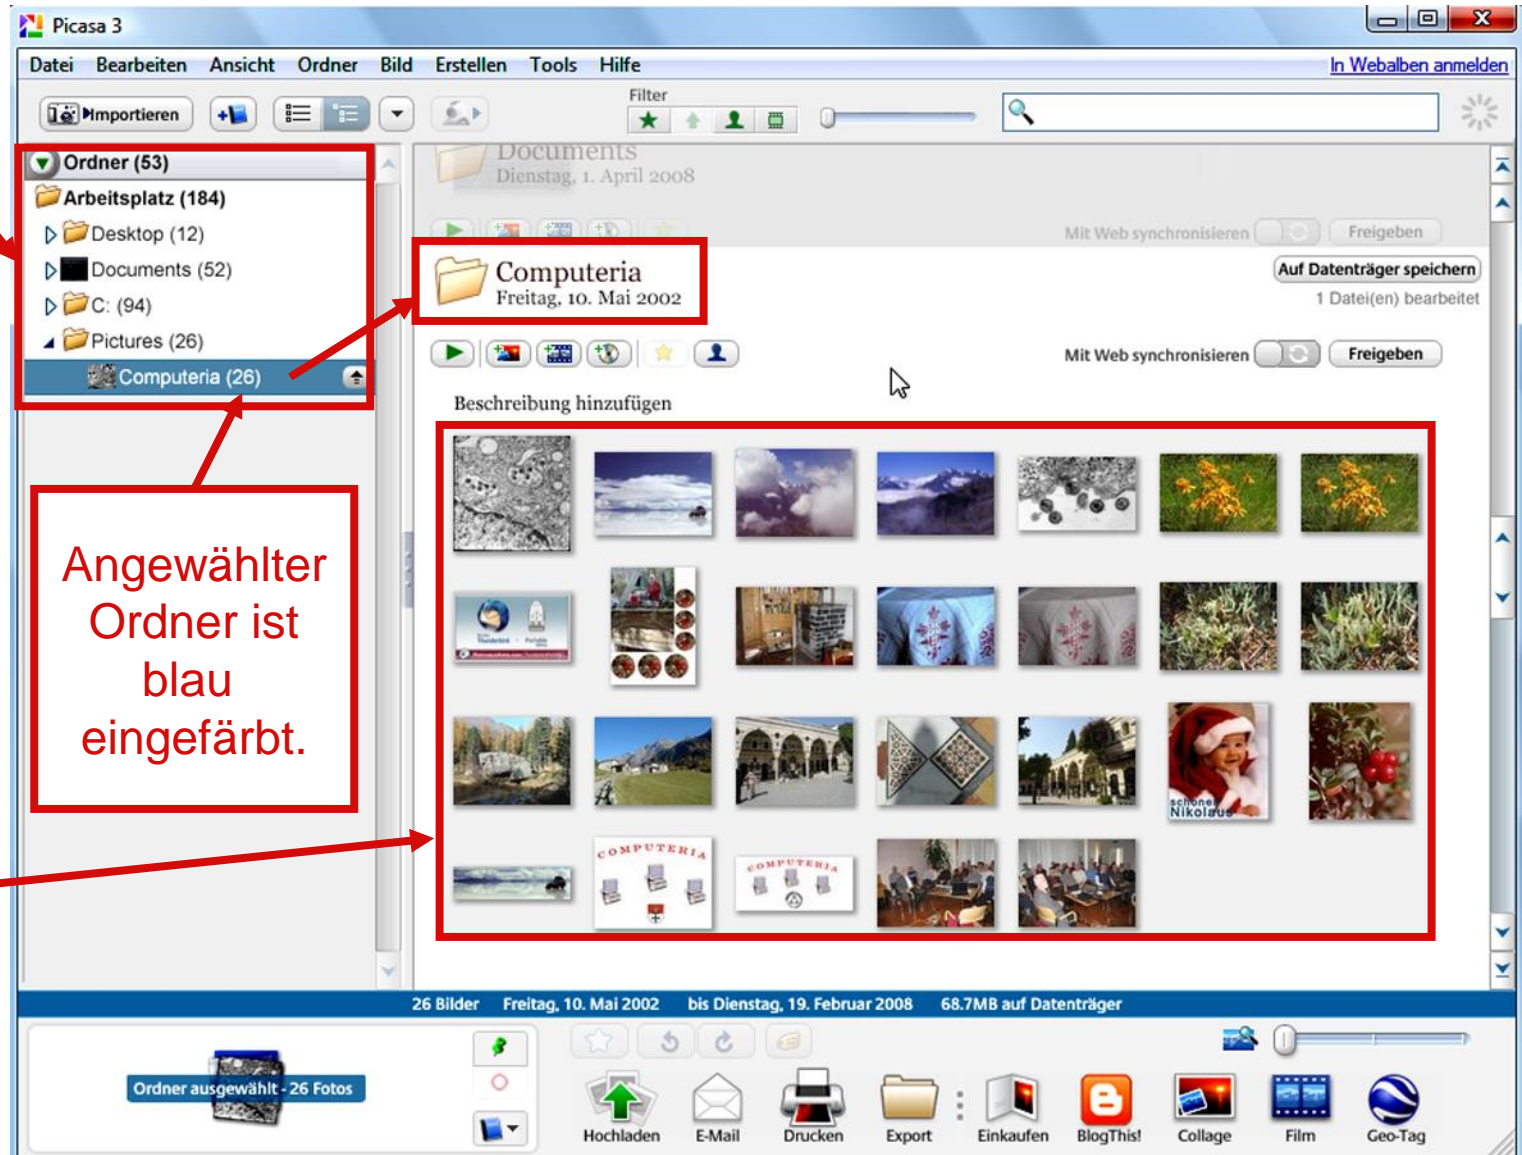 Picasa 3
Datei Bearbeiten Ansicht Ordner Bild Erstellen Tools Hilfe In Webalben anmelden
Importieren
Filter
Ordner (53)
Arbeitsplatz (184)
Desktop (12)
Documents (52)
C: (94)
Pictures (26)
Computeria (26)
Angewählter
Ordner ist
blau
eingefärbt.
Documents
Dienstag, 1. April 2008
Mit Web synchronisieren Freigeben
Computeria
Freitag, 10. Mai 2002
Auf Datenträger speichern
1 Datei(en) bearbeitet
Mit Web synchronisieren Freigeben
Beschreibung hinzufügen
schöner
Nikolaus
COMPUTERIA
COMPUTERIA
26 Bilder Freitag, 10. Mai 2002 bis Dienstag, 19. Februar 2008 68.7MB auf Datenträger
Ordner ausgewählt - 26 Fotos
Hochladen E-Mail Drucken Export Einkaufen BlogThis! Collage Film Geo-Tag